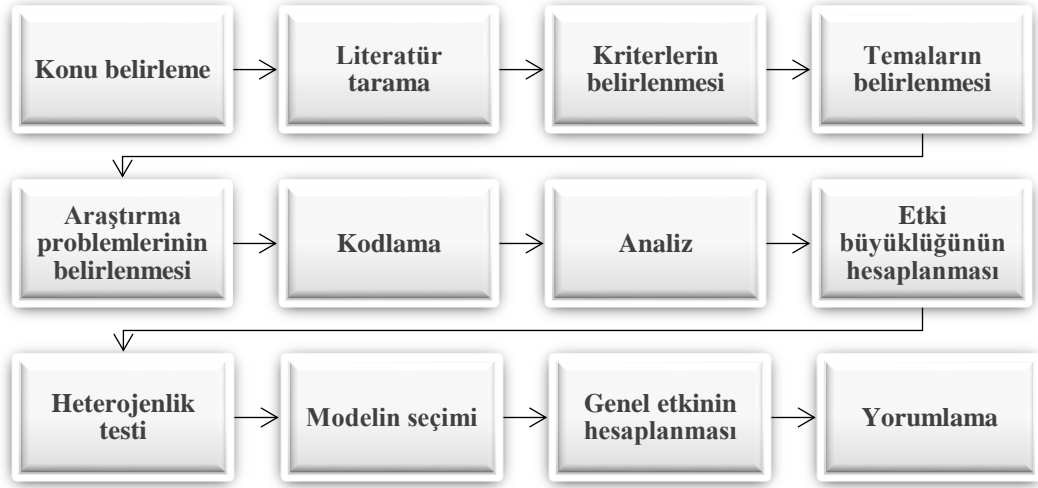 Konu belirleme
Literatür
tarama
Kriterlerin
belirlenmesi
Temaların
belirlenmesi
Araştırma
problemlerinin
belirlenmesi
Kodlama
Analiz
Etki
büyüklüğünün
hesaplanması
Heterojenlik
testi
Modelin seçimi
Genel etkinin
hesaplanması
Yorumlama